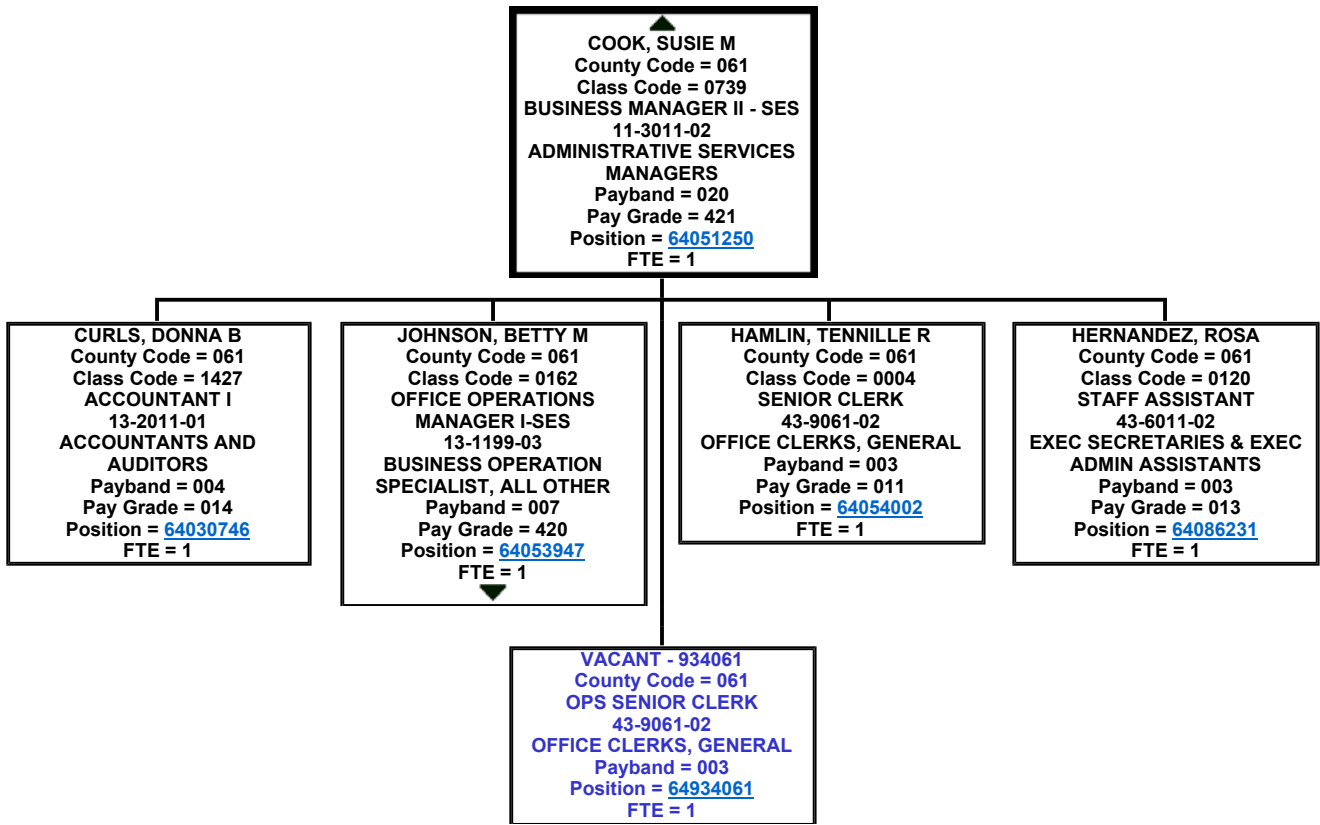 COOK, SUSIE M
County Code = 061
Class Code = 0739
BUSINESS MANAGER II - SES
11-3011-02
ADMINISTRATIVE SERVICES
MANAGERS
Payband = 020
Pay Grade = 421
Position = 64051250
FTE = 1
CURLS, DONNA B
County Code = 061
Class Code = 1427
ACCOUNTANT I
13-2011-01
ACCOUNTANTS AND
AUDITORS
Payband = 004
Pay Grade = 014
Position = 64030746
FTE = 1
JOHNSON, BETTY M
County Code = 061
Class Code = 0162
OFFICE OPERATIONS
MANAGER I-SES
13-1199-03
BUSINESS OPERATION
SPECIALIST, ALL OTHER
Payband = 007
Pay Grade = 420
Position = 64053947
FTE = 1
HAMLIN, TENNILLE R
County Code = 061
Class Code = 0004
SENIOR CLERK
43-9061-02
OFFICE CLERKS, GENERAL
Payband = 003
Pay Grade = 011
Position = 64054002
FTE = 1
HERNANDEZ, ROSA
County Code = 061
Class Code = 0120
STAFF ASSISTANT
43-6011-02
EXEC SECRETARIES & EXEC
ADMIN ASSISTANTS
Payband = 003
Pay Grade = 013
Position = 64086231
FTE = 1
VACANT - 934061
County Code = 061
OPS SENIOR CLERK
43-9061-02
OFFICE CLERKS, GENERAL
Payband = 003
Position = 64934061
FTE = 1